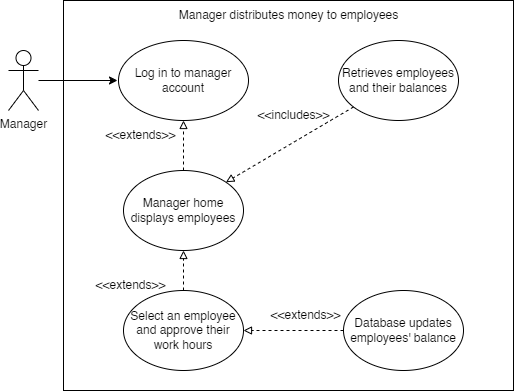 Manager distributes money to employees
Log in to manager
account
Retrieves employees
and their balances
Manager
<<includes>>
<<extends>>
Manager home
displays employees
<<extends>>
Select an employee
and approve their
work hours
<<extends>>
Database updates
employees' balance